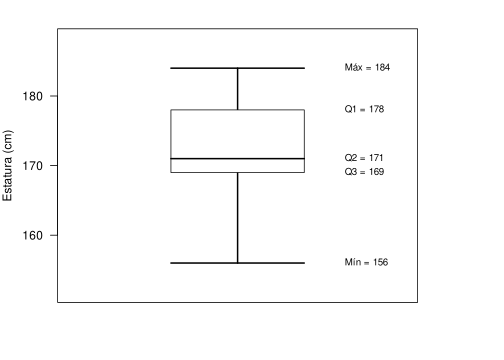 Estatura (cm)
180
170
160
Máx = 184
Q1 = 178
Q2 = 171
Q3 = 169
Mín = 156